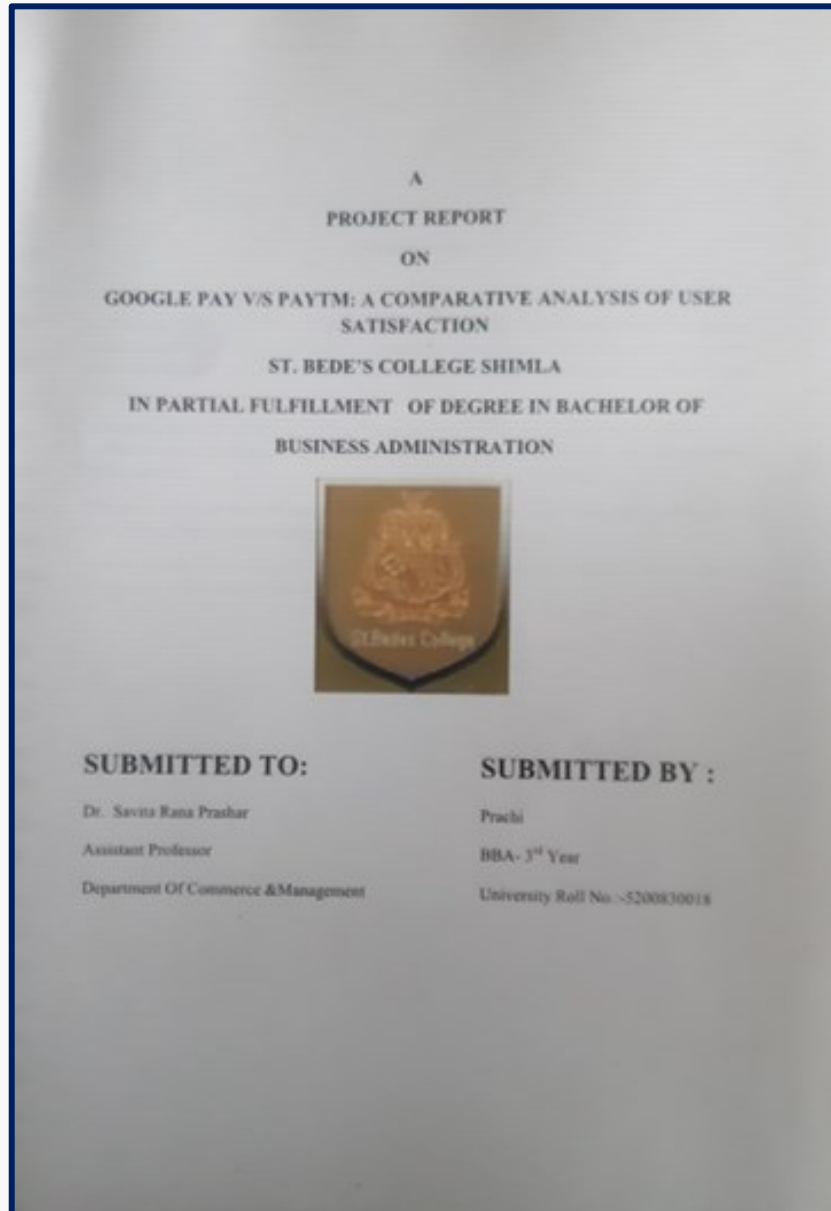 A
PROJECT REPORT
ON
GOOGLE PAY V/S PAYTM: A COMPARATIVE ANALYSIS OF USER
SATISFACTION
ST. BEDE'S COLLEGE SHIMLA
IN PARTIAL FULFILLMENT OF DEGREE IN BACHELOR OF
BUSINESS ADMINISTRATION
St.Bedes College
SUBMITTED TO:
Dr. Savita Rana Prashar
Assistant Professor
Department Of Commerce &Management
SUBMITTED BY :
Prachi
BBA- 3rd Year
University Roll No.:-5200830018